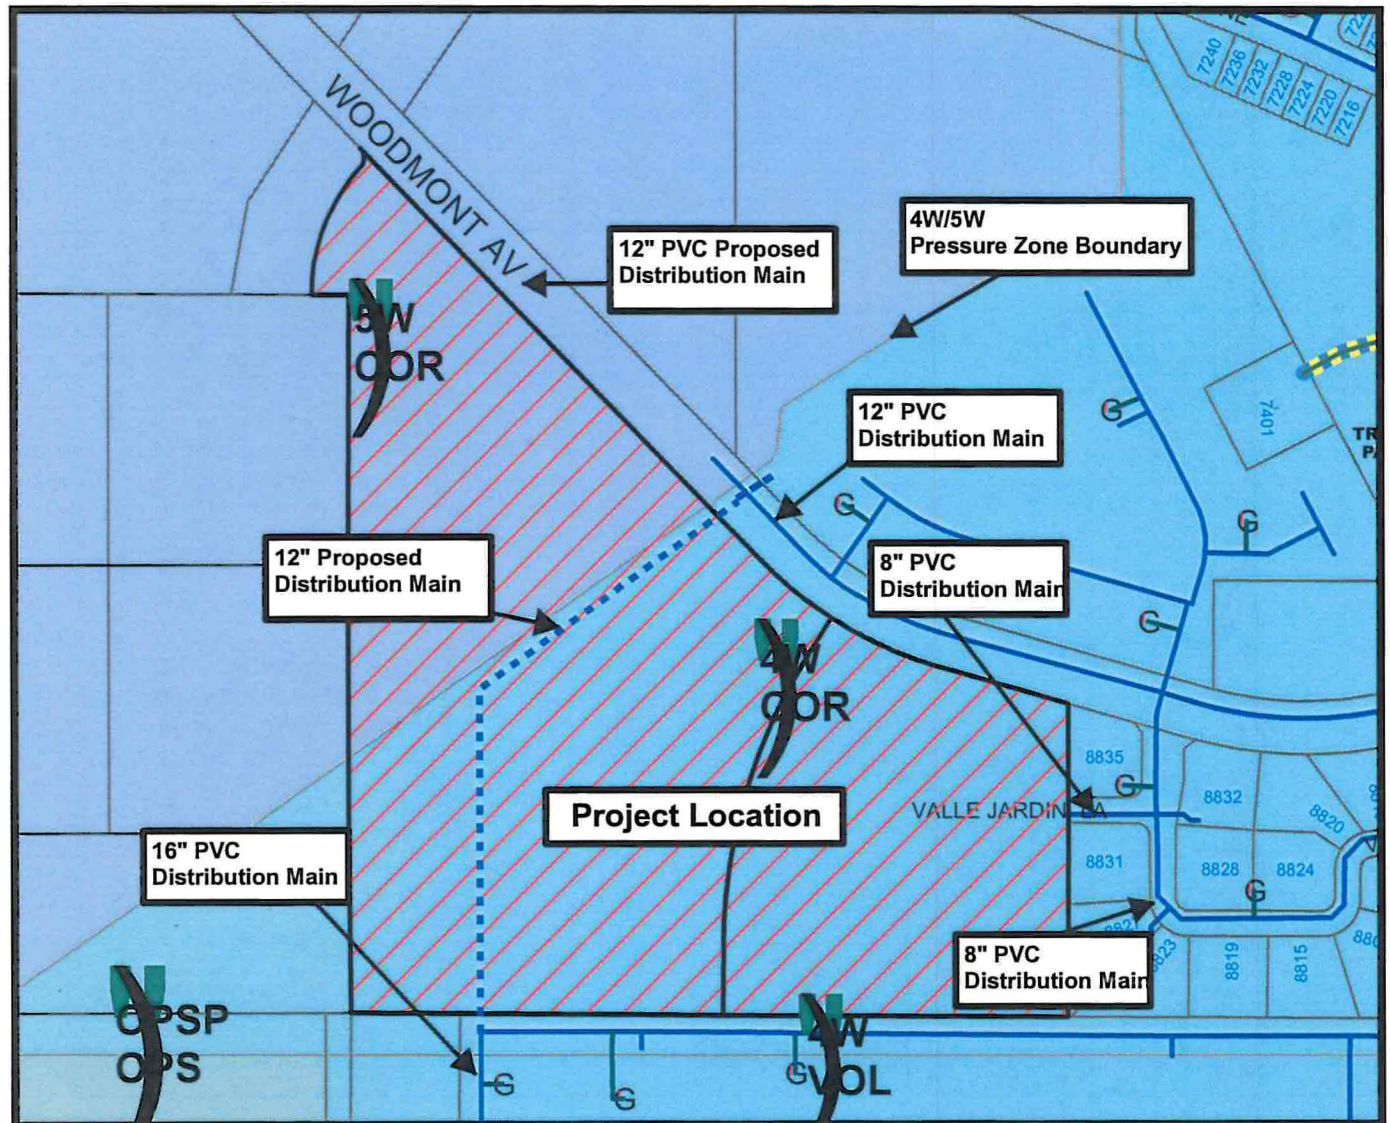 7240
7236
7232
7228
7224
7220
7216
WOODMONT AV
12" PVC Proposed
Distribution Main
4W/5W
Pressure Zone Boundary
5W
COR
12" PVC
Distribution Main
7401
12" Proposed
Distribution Main
8" PVC
Distribution Main
G
G
G
G
4W
COR
Project Location
VALLE JARDIN LA
8835
G
8832
8820
8831
8828
8824
G
16" PVC
Distribution Main
8" PVC
Distribution Main
8823
8819
8815
OPS
4W
VOL
G
G
G